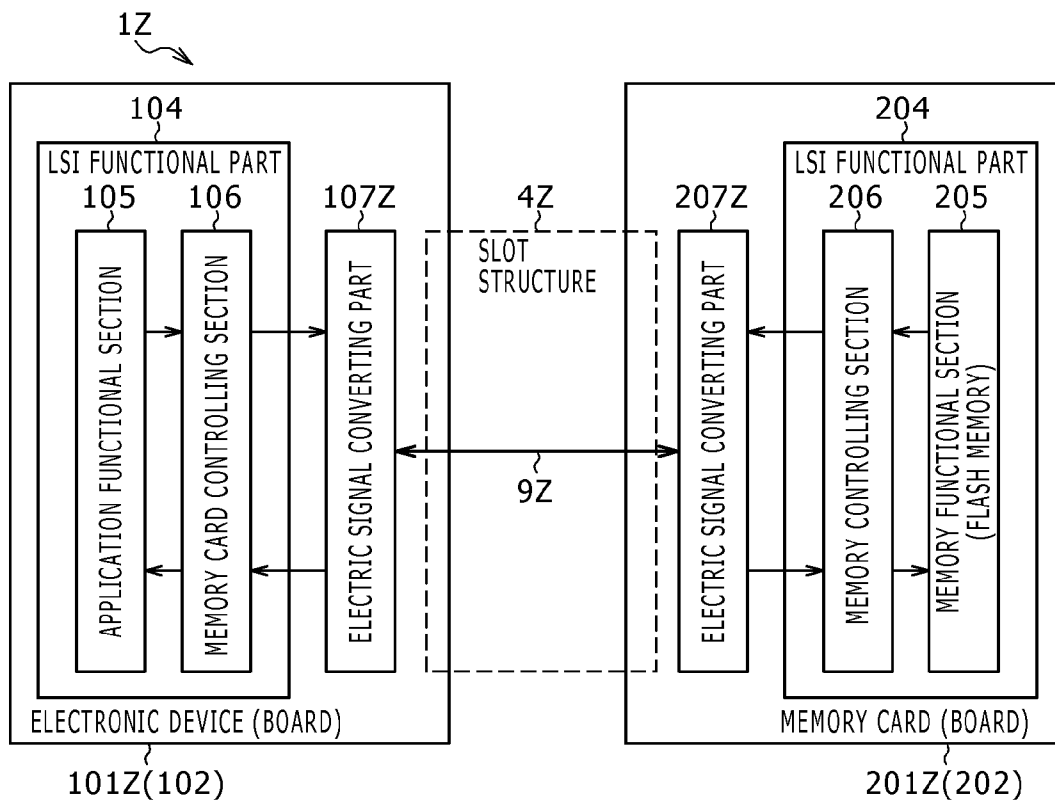 1Z
104
204
LSI FUNCTIONAL PART
LSI FUNCTIONAL PART
105
106
107Z
4Z
207Z
206
205
SLOT
STRUCTURE
APPLICATION FUNCTIONAL SECTION
MEMORY CARD CONTROLLING SECTION
ELECTRIC SIGNAL CONVERTING PART
ELECTRIC SIGNAL CONVERTING PART
MEMORY CONTROLLING SECTION
MEMORY FUNCTIONAL SECTION
(FLASH MEMORY)
9Z
ELECTRONIC DEVICE (BOARD)
MEMORY CARD (BOARD)
101Z(102)
201Z(202)